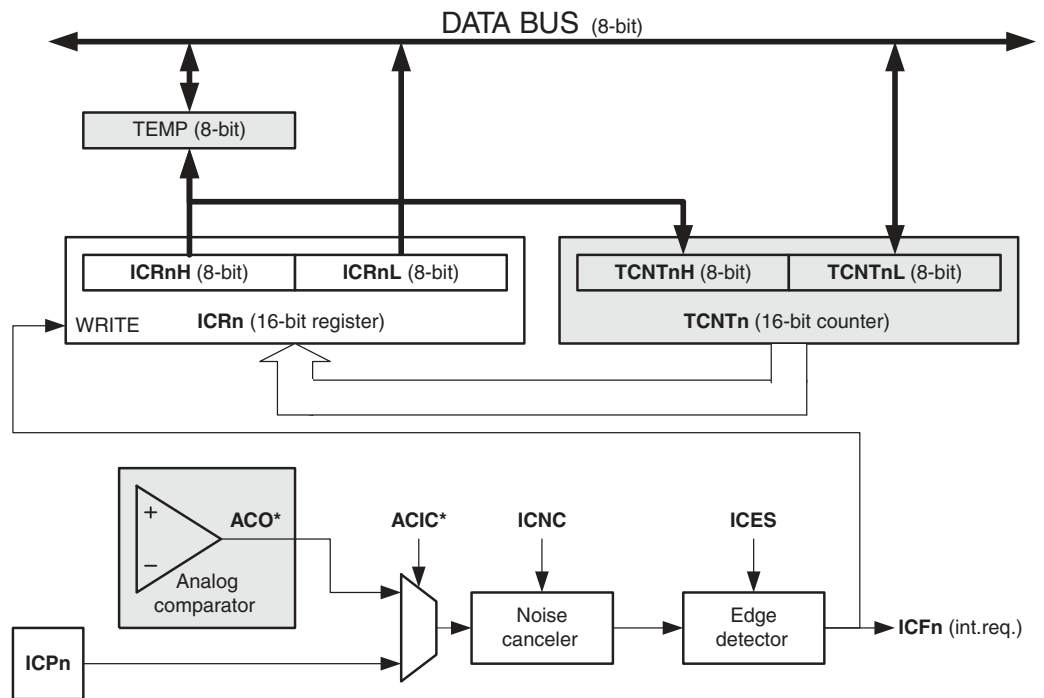 DATA BUS (8-bit)
TEMP (8-bit)
ICRnH (8-bit) ICRnL (8-bit) TCNTnH (8-bit) TCNTnL (8-bit)
WRITE ICRn (16-bit register) TCNTn (16-bit counter)
+ ACO* ACIC* ICNC ICES
−
Analog
comparator
Noise
canceler
Edge
detector
ICFn (int.req.)
ICPn